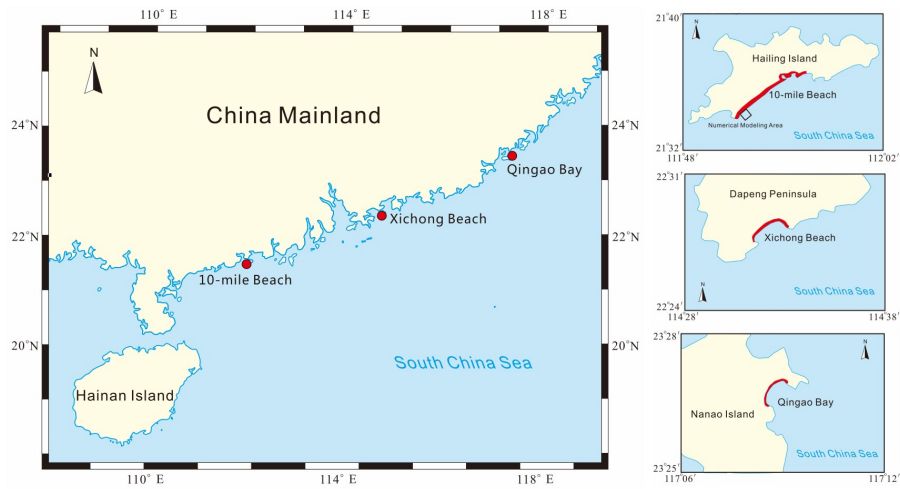 110° E
114° E
118° E
N
China Mainland
24°N
24°N
Qingao Bay
Xichong Beach
22°N
22°N
10-mile Beach
20°N
20°N
South China Sea
Hainan Island
110° E
114° E
118° E
21°40′
N
Hailing Island
10-mile Beach
Numerical Modeling Area
South China Sea
21°32′
111°48′
112°02′
22°31′
Dapeng Peninsula
Xichong Beach
N
South China Sea
22°24′
114°28′
114°38′
23°28′
N
Nanao Island
Qingao Bay
South China Sea
23°25′
117°06′
117°12′